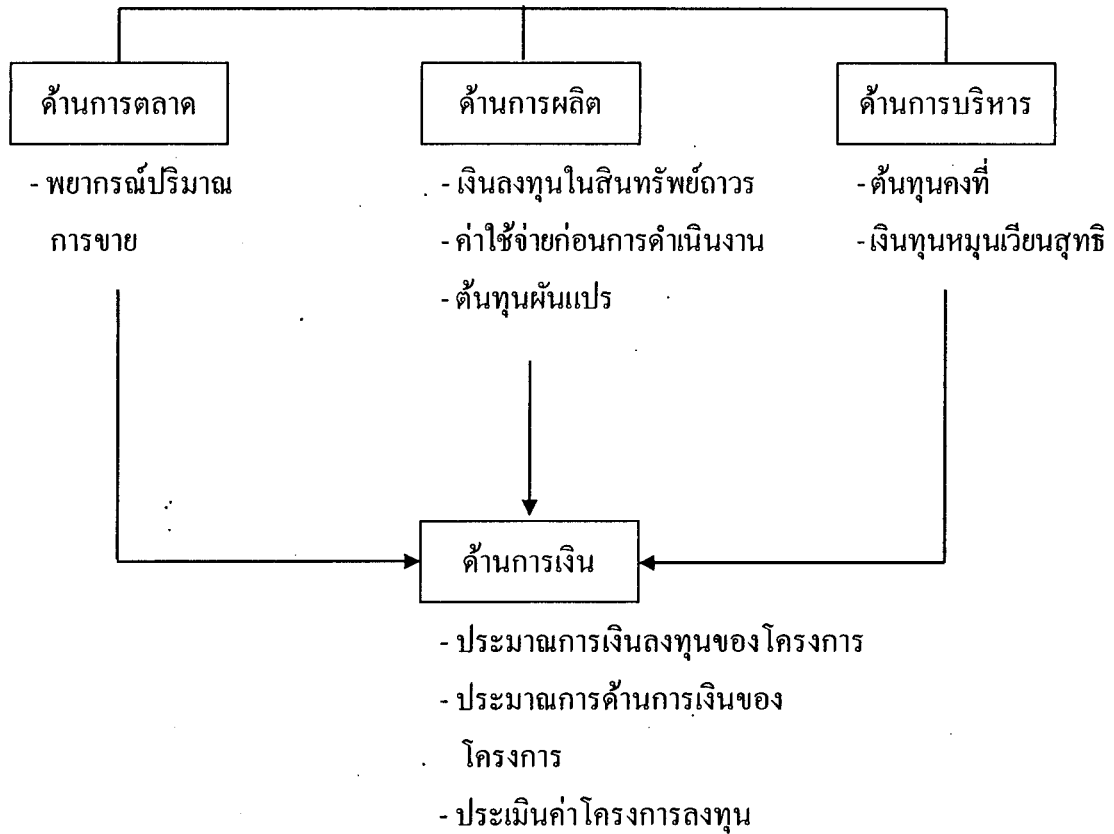 ด้านการตลาด
- พยากรณ์ปริมาณ
การขาย
ด้านการผลิต
- เงินลงทุนในสินทรัพย์ถาวร
- ค่าใช้จ่ายก่อนการดำเนินงาน
- ต้นทุนผันแปร
ด้านการบริหาร
- ต้นทุนคงที่
- เงินทุนหมุนเวียนสุทธิ
ด้านการเงิน
- ประมาณการเงินลงทุนของโครงการ
- ประมาณการด้านการเงินของ
โครงการ
- ประเมินค่าโครงการลงทุน